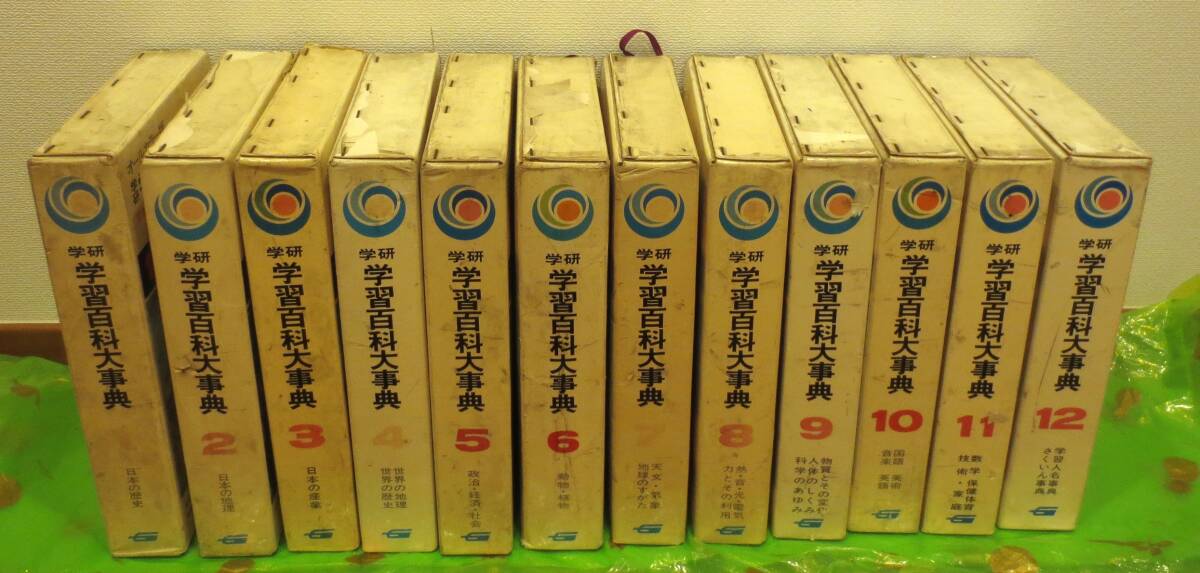 学研
学習百科大事典
日本の歴史
学研
学習百科大事典
2
日本の地理
学研
学習百科大事典
3
日本の産業
学研
学習百科大事典
4
世界の地理
世界の歴史
学研
学習百科大事典
5
政治・経済・社会
学研
学習百科大事典
6
動物・植物
学研
学習百科大事典
7
天文・気象
地球のすがた
学研
学習百科大事典
8
熱・音・光・電気
力とその利用
学研
学習百科大事典
9
物質とその変化
人体のしくみ
科学のあゆみ
学研
学習百科大事典
10
国語 美術
音楽 英語
学研
学習百科大事典
11
数学 保健体育
技術・家庭
学研
学習百科大事典
12
学習人名事典
さくいん事典